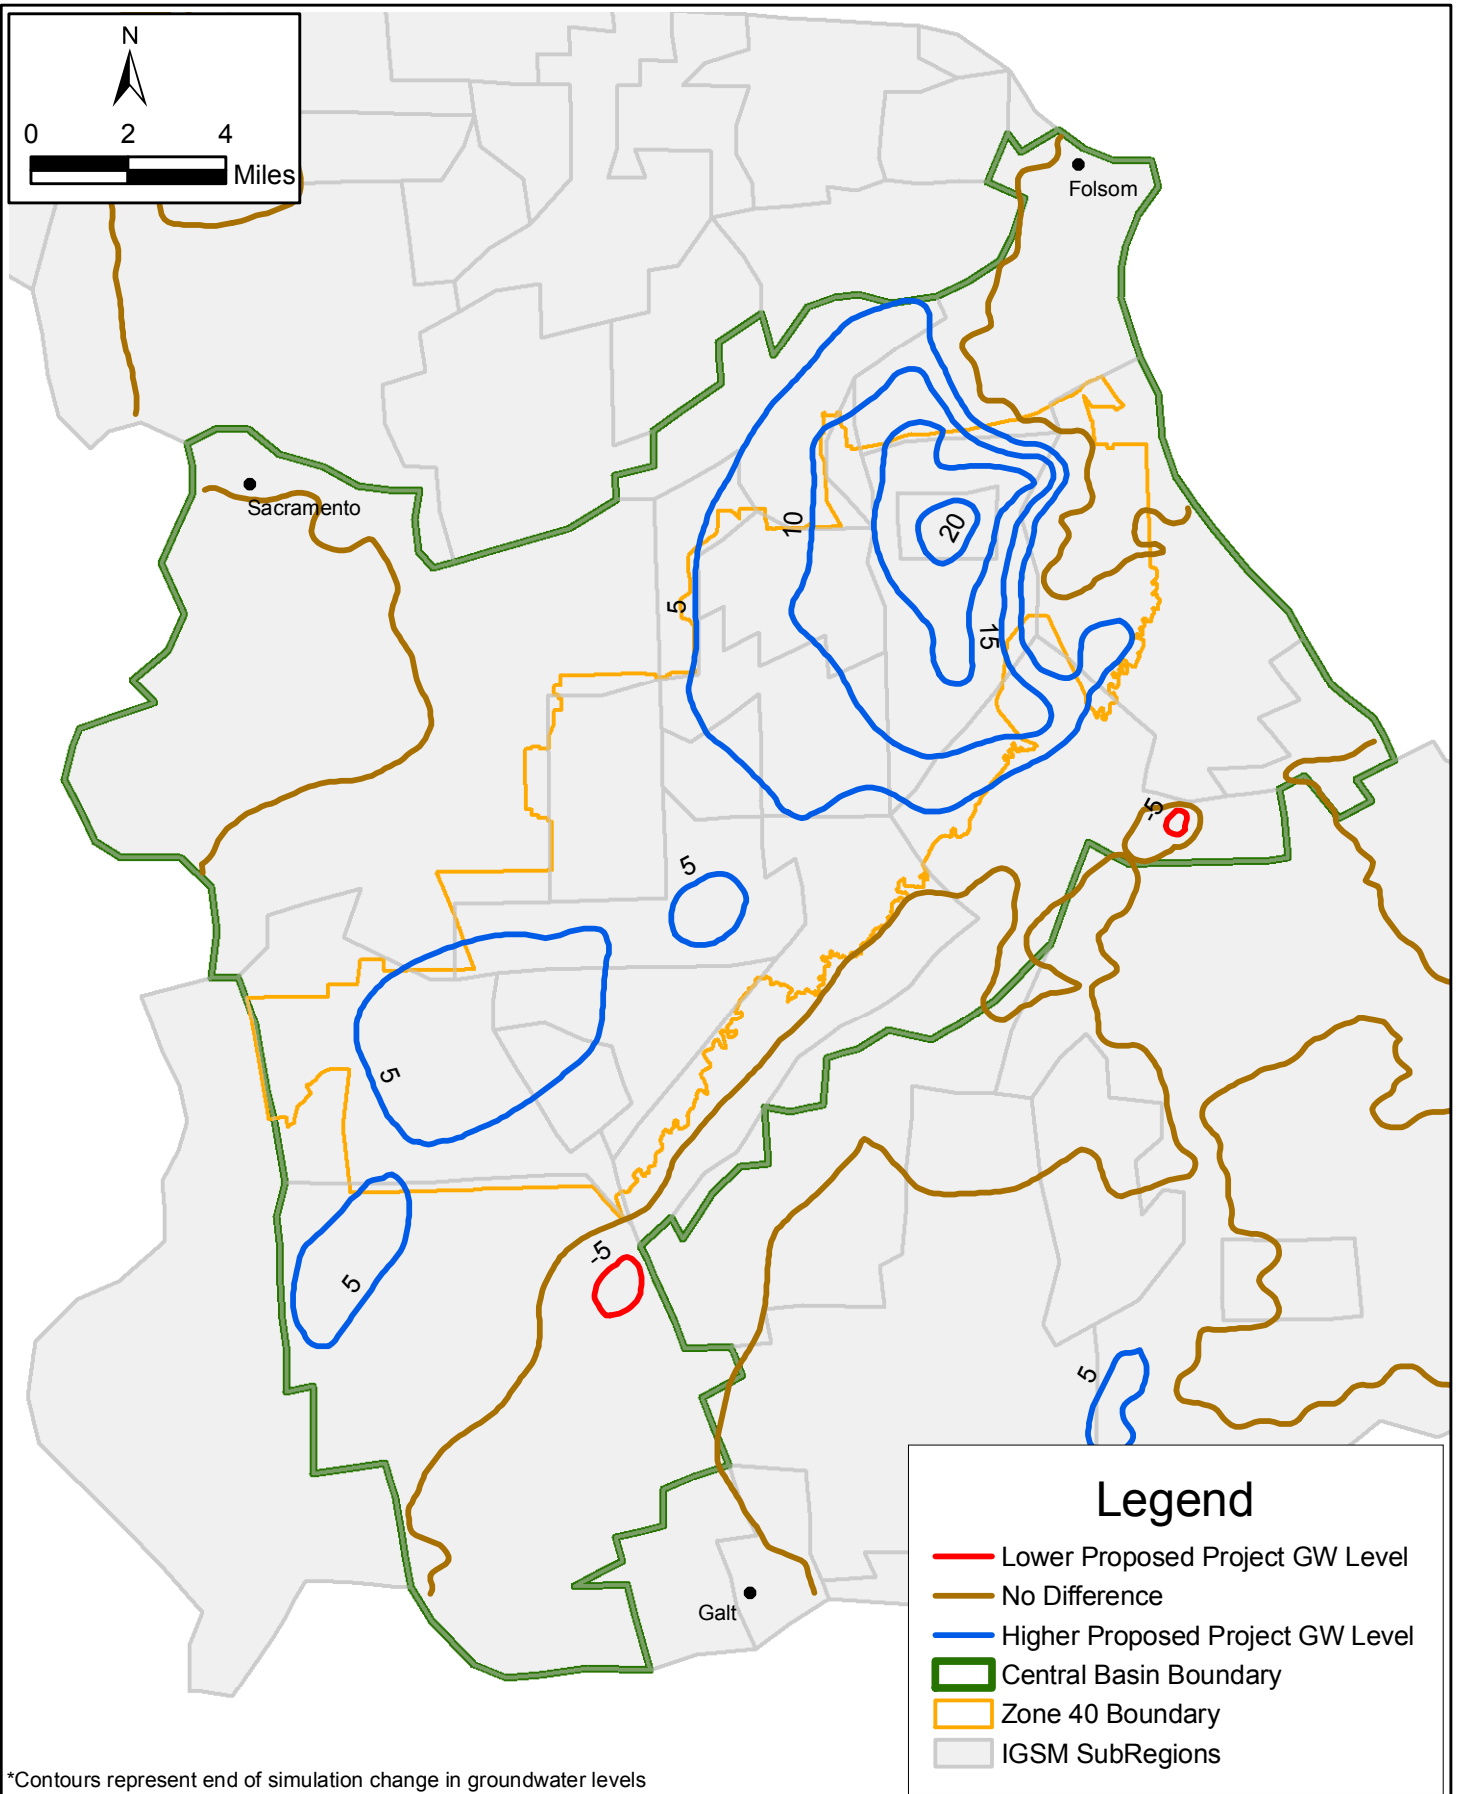 N
0 2 4
Miles
Folsom
Sacramento
10
20
5
15
-5
5
5
-5
5
5
Galt
Legend
Lower Proposed Project GW Level
No Difference
Higher Proposed Project GW Level
Central Basin Boundary
Zone 40 Boundary
IGSM SubRegions
*Contours represent end of simulation change in groundwater levels